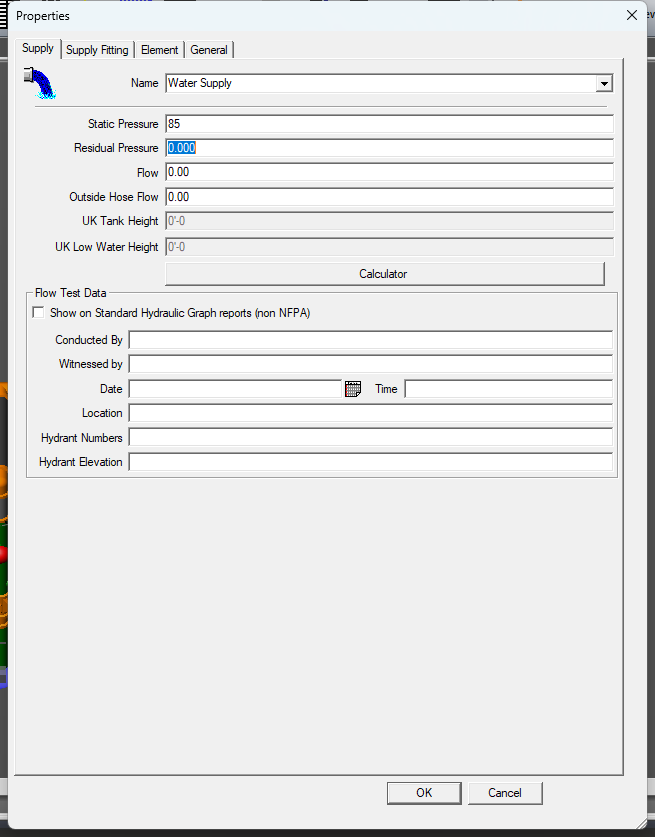 Properties
Supply Supply Fitting Element General
Name Water Supply
Static Pressure 85
Residual Pressure 0.000
Flow 0.00
Outside Hose Flow 0.00
UK Tank Height 0'-0
UK Low Water Height 0'-0
Calculator
Flow Test Data
Show on Standard Hydraulic Graph reports (non NFPA)
Conducted By
Witnessed by
Date Time
Location
Hydrant Numbers
Hydrant Elevation
OK Cancel